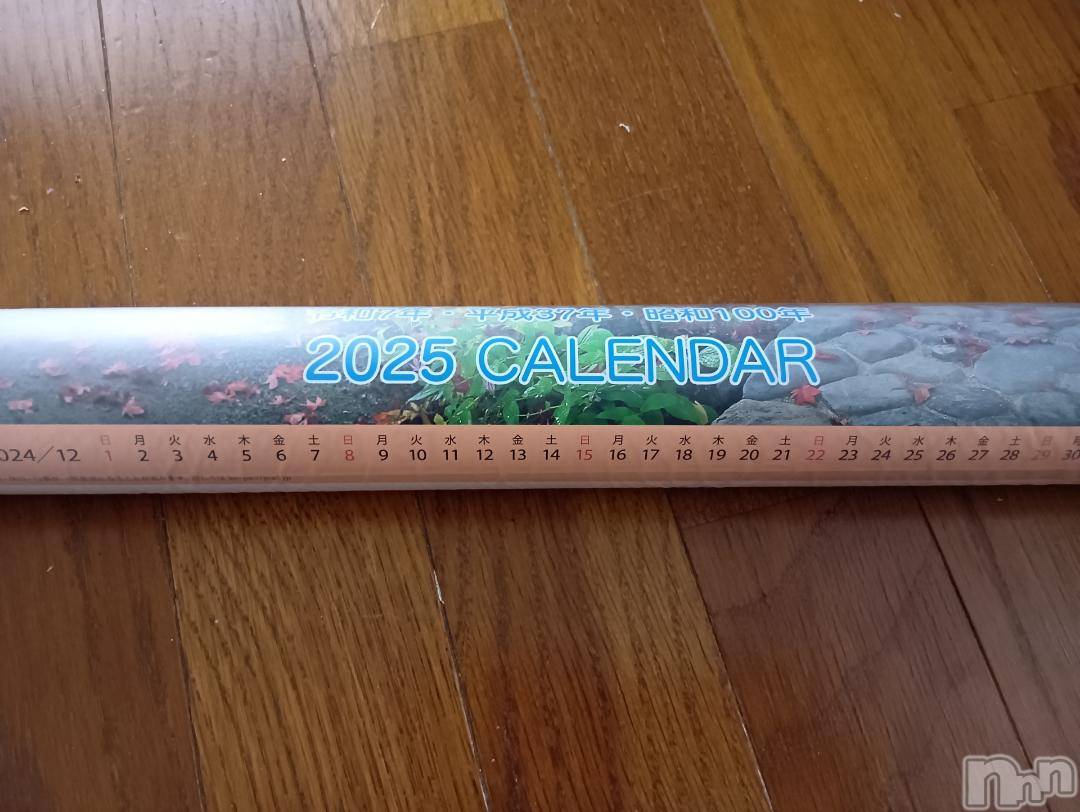 令和7年・平成37年・昭和100年
2025 CALENDAR
日 月 火 水 木 金 土 日 月 火 水 木 金 土 日 月 火 水 木 金 土 日 月 火 水 木 金 土 日 月
024/12 1 2 3 4 5 6 7 8 9 10 11 12 13 14 15 16 17 18 19 20 21 22 23 24 25 26 27 28 29 30
nnn